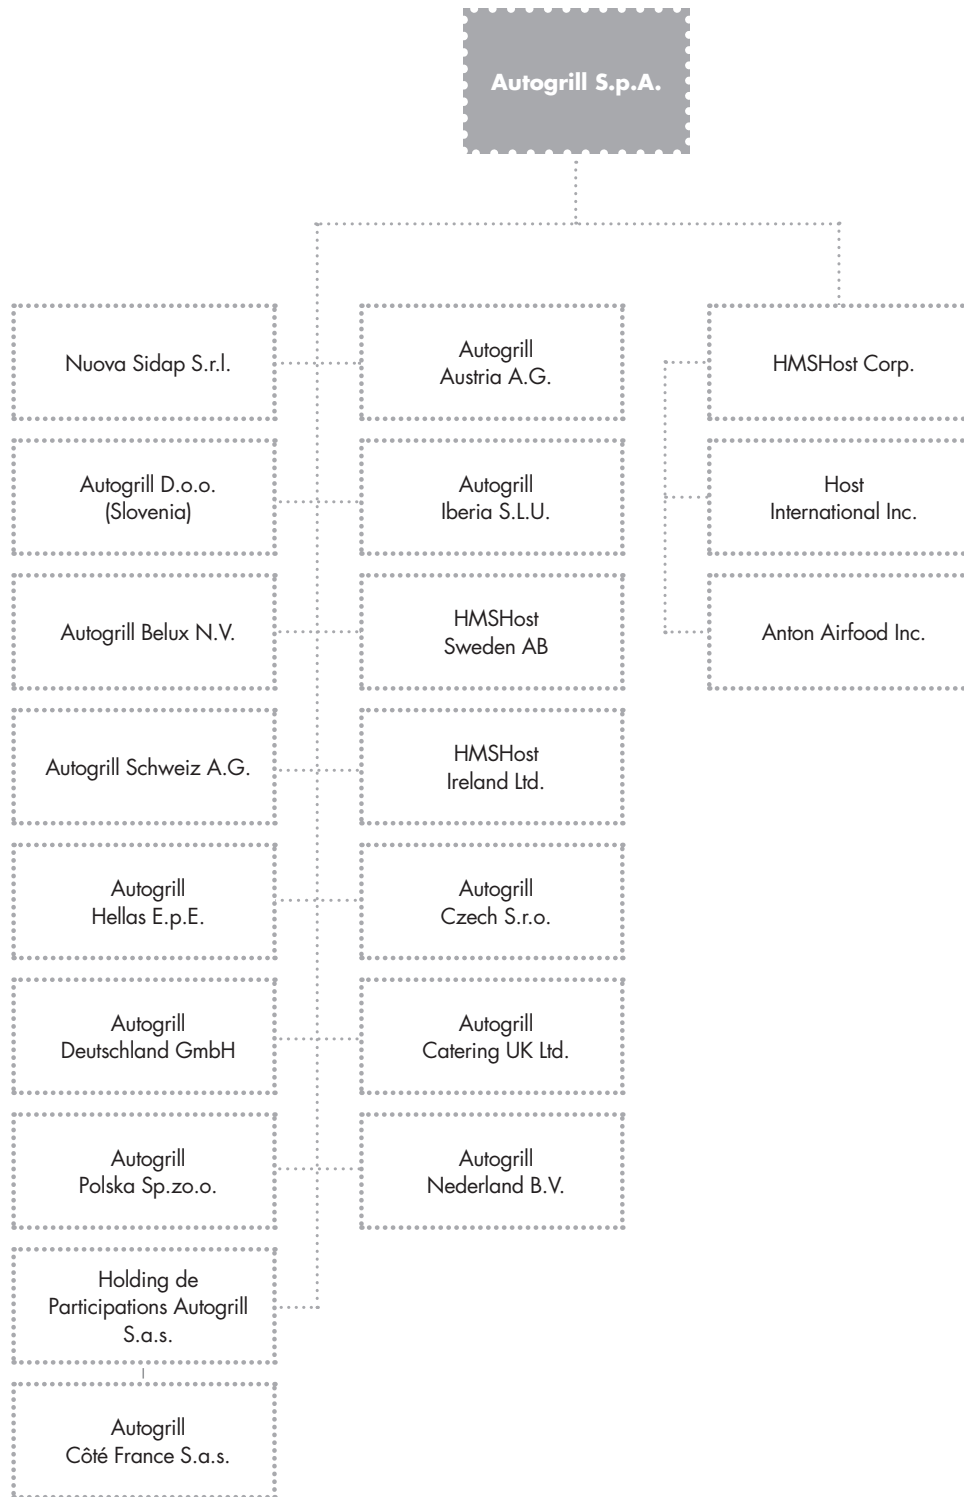 Autogrill S.p.A.
Nuova Sidap S.r.l.
Autogrill
Austria A.G.
HMSHost Corp.
Autogrill D.o.o.
(Slovenia)
Autogrill
Iberia S.L.U.
Host
International Inc.
Autogrill Belux N.V.
HMSHost
Sweden AB
Anton Airfood Inc.
Autogrill Schweiz A.G.
HMSHost
Ireland Ltd.
Autogrill
Hellas E.p.E.
Autogrill
Czech S.r.o.
Autogrill
Deutschland GmbH
Autogrill
Catering UK Ltd.
Autogrill
Polska Sp.zo.o.
Autogrill
Nederland B.V.
Holding de
Participations Autogrill
S.a.s.
Autogrill
Côté France S.a.s.